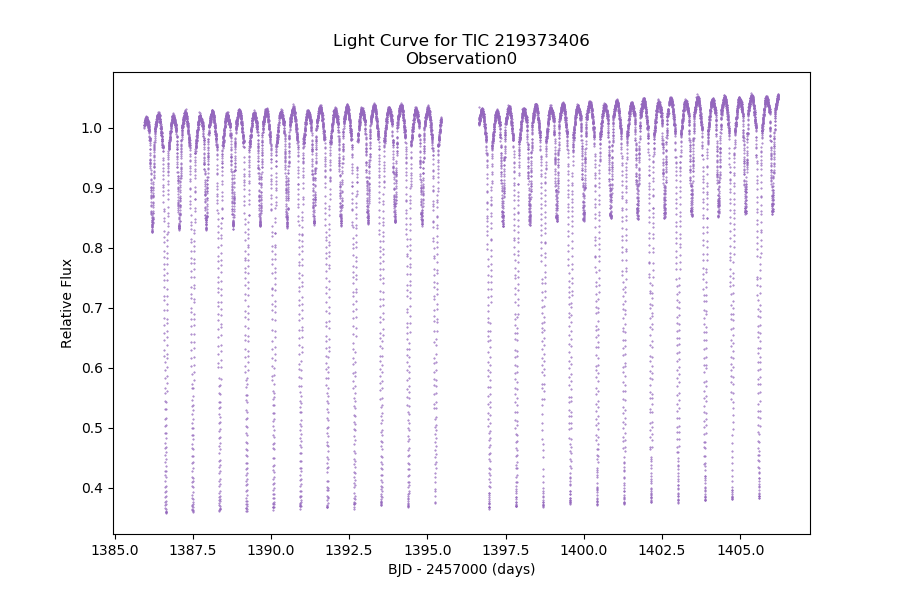 Light Curve for TIC 219373406
Observation0
1.0
0.9
0.8
0.7
0.6
0.5
0.4
Relative Flux
1385.0 1387.5 1390.0 1392.5 1395.0 1397.5 1400.0 1402.5 1405.0
BJD - 2457000 (days)